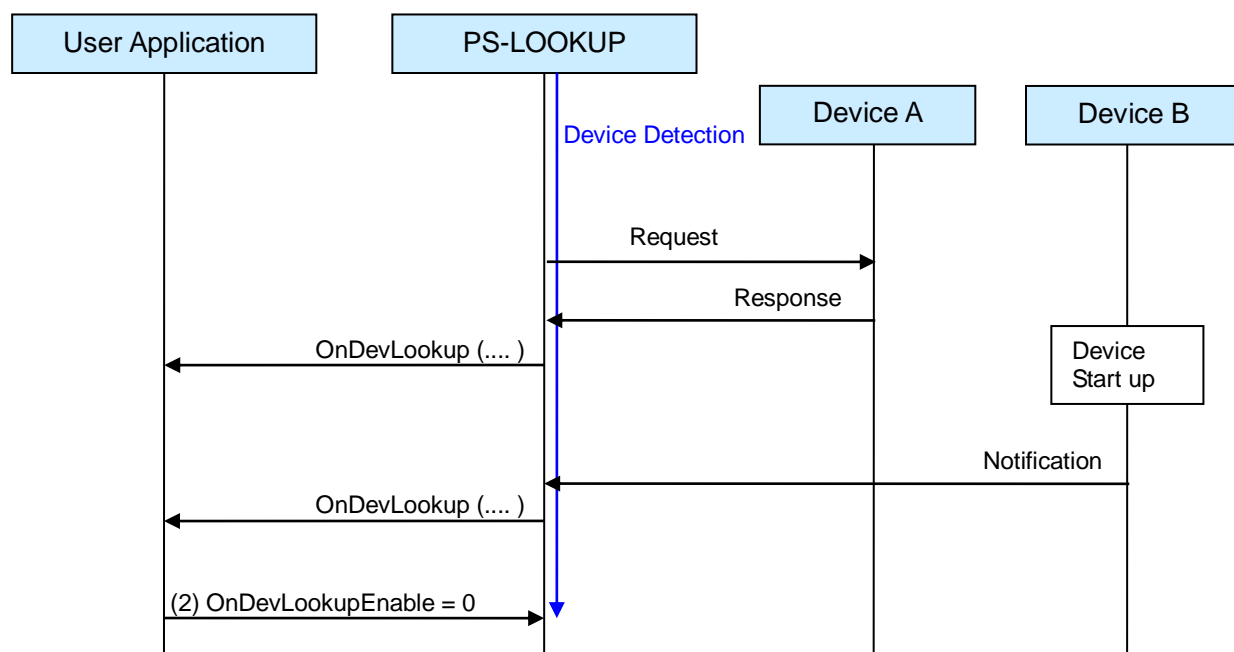 User Application
PS-LOOKUP
Device A
Device B
Device Detection
Request
Response
OnDevLookup (.... )
Device
Start up
Notification
OnDevLookup (.... )
(2) OnDevLookupEnable = 0